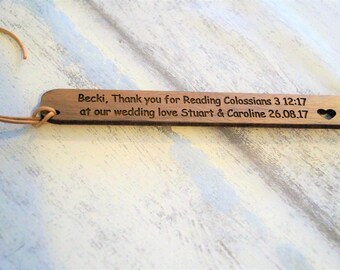 Becki, Thank you for Reading Colossians 3 12:17
at our wedding love Stuart & Caroline 26.08.17